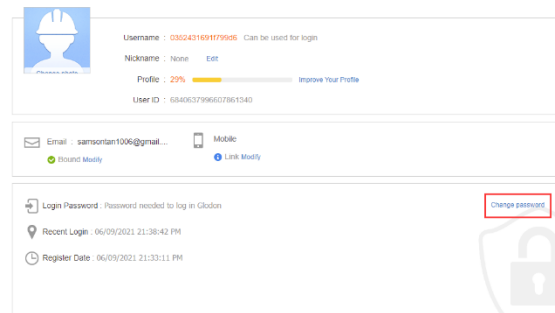 Username : 0352431691f799d6 Can be used for login
Nickname : None Edit
Change photo
Profile : 29% Improve Your Profile
User ID : 6840637996607861340
Email : samsontan1006@gmail....
Mobile
Bound Modify
Link Modify
Login Password : Password needed to log in Glodon
Change password
Recent Login : 06/09/2021 21:38:42 PM
Register Date : 06/09/2021 21:33:11 PM